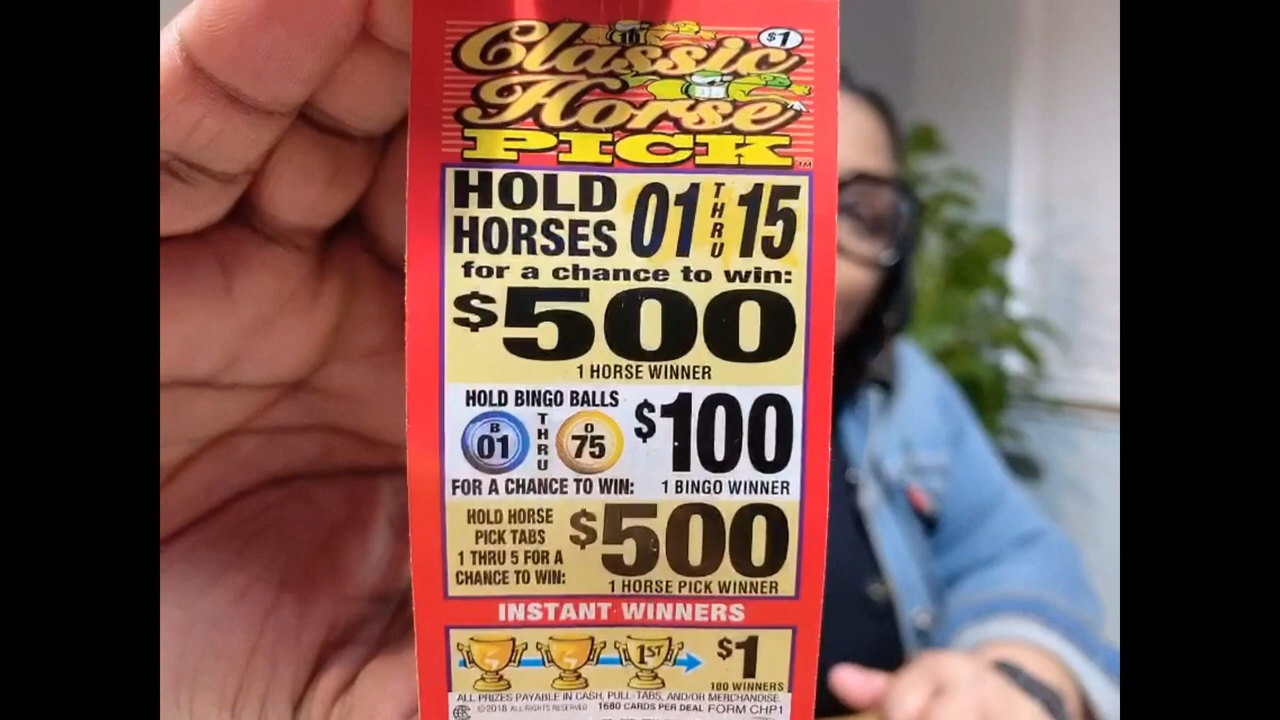 $1
Classic
Horse
PICK™
HOLD HORSES 01 THRU 15
for a chance to win:
$500
1 HORSE WINNER
HOLD BINGO BALLS
B 01 THRU O 75
$100
FOR A CHANCE TO WIN: 1 BINGO WINNER
HOLD HORSE
PICK TABS
1 THRU 5 FOR A
CHANCE TO WIN:
$500
1 HORSE PICK WINNER
INSTANT WINNERS
1ST
$1
180 WINNERS
ALL PRIZES PAYABLE IN CASH, PULL-TABS, AND/OR MERCHANDISE.
©2018 ALL RIGHTS RESERVED 1680 CARDS PER DEAL FORM CHP1